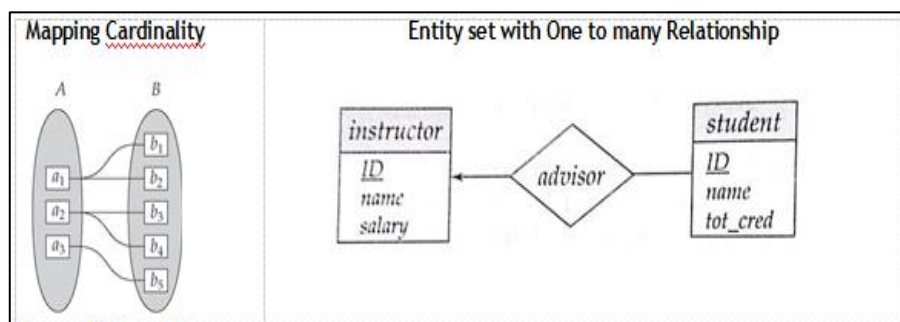 Mapping Cardinality
Entity set with One to many Relationship
A B
a1
a2
a3
b1
b2
b3
b4
b5
instructor
ID
name
salary
advisor
student
ID
name
tot_cred